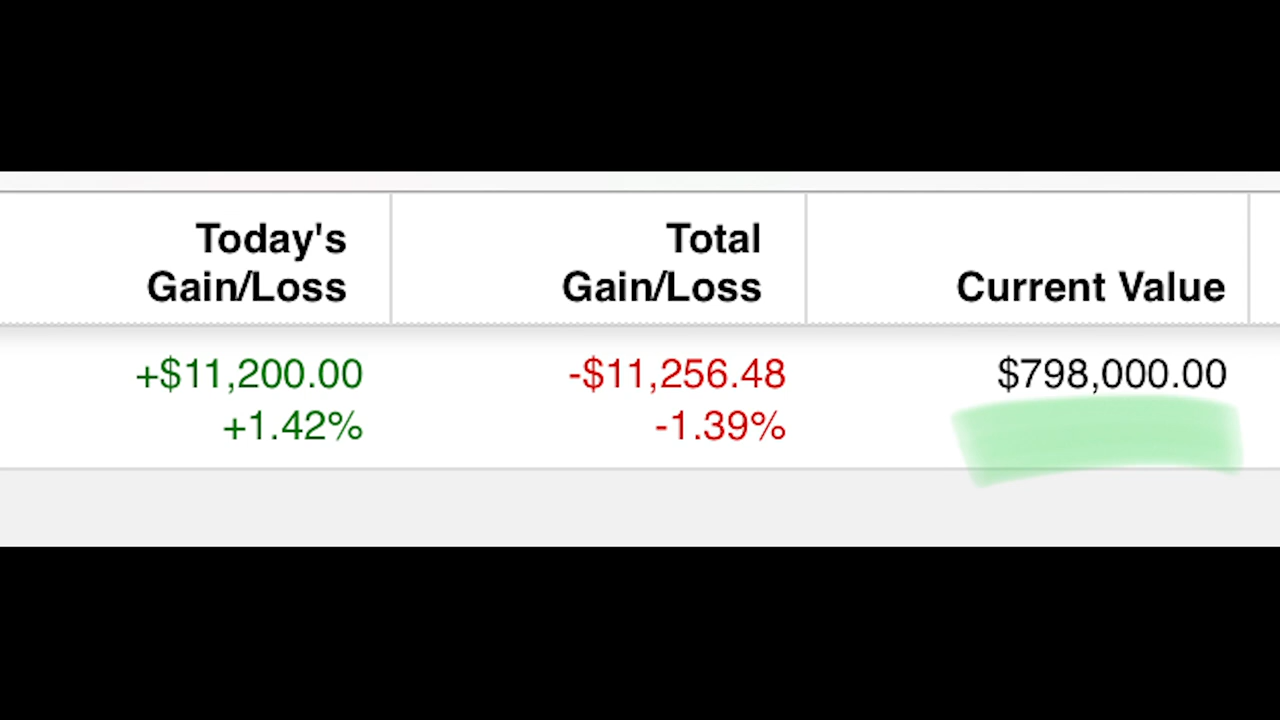 Today's
Gain/Loss
Total
Gain/Loss
Current Value
+$11,200.00
-$11,256.48
$798,000.00
+1.42%
-1.39%